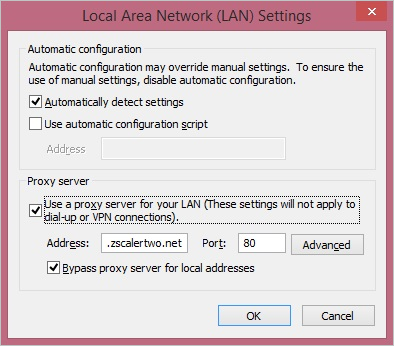 Local Area Network (LAN) Settings
Automatic configuration
Automatic configuration may override manual settings. To ensure the
use of manual settings, disable automatic configuration.
Automatically detect settings
Use automatic configuration script
Address
Proxy server
Use a proxy server for your LAN (These settings will not apply to
dial-up or VPN connections).
Address: .zscalertwo.net Port: 80 Advanced
Bypass proxy server for local addresses
OK Cancel